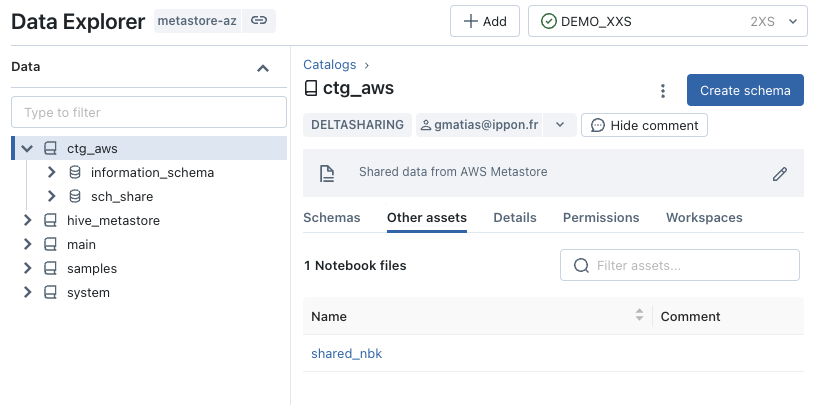 Data Explorer metastore-az
Add
DEMO_XXS 2XS
Data
Type to filter
ctg_aws
information_schema
sch_share
hive_metastore
main
samples
system
Catalogs ›
ctg_aws
Create schema
DELTASHARING gmatias@ippon.fr Hide comment
Shared data from AWS Metastore
Schemas Other assets Details Permissions Workspaces
1 Notebook files
Filter assets...
Name Comment
shared_nbk